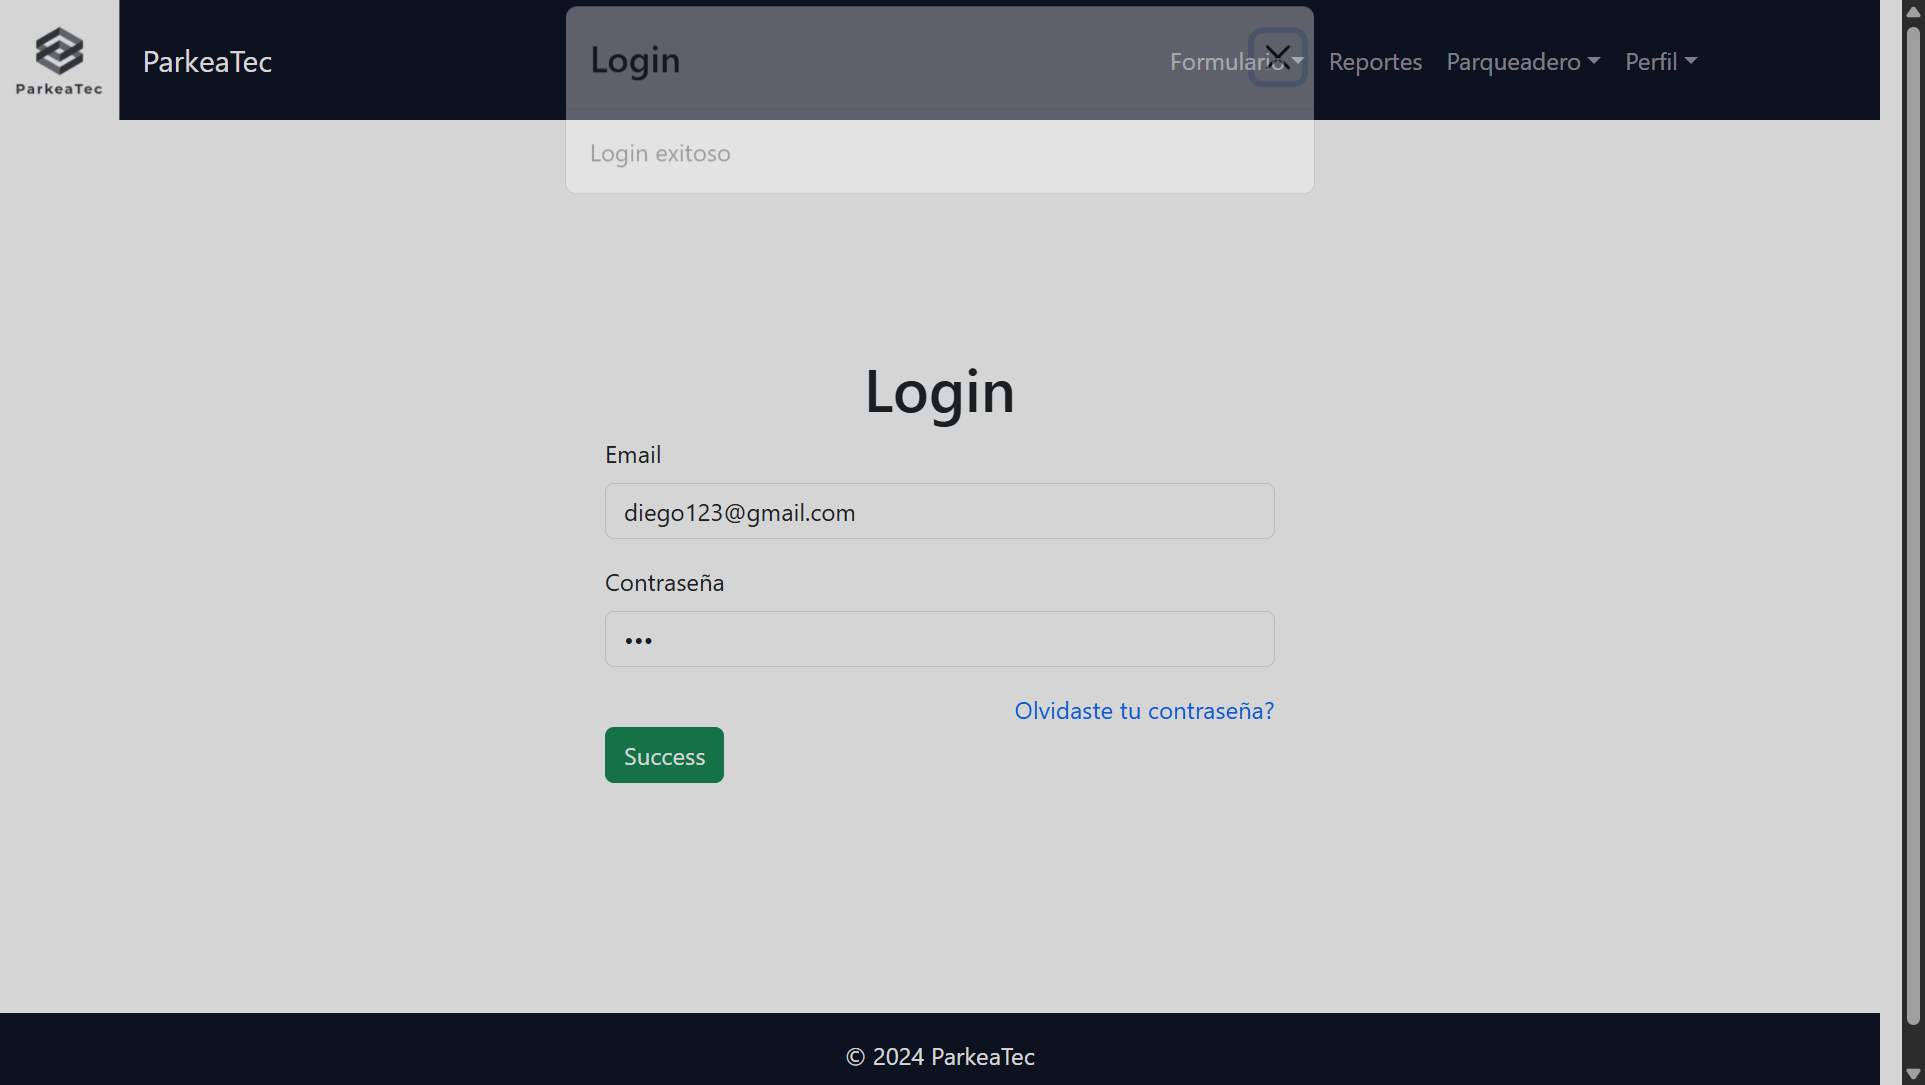 ParkeaTec
ParkeaTec
Login
Formulario Reportes Parqueadero Perfil
Login exitoso
Login
Email
diego123@gmail.com
Contraseña
•••
Olvidaste tu contraseña?
Success
© 2024 ParkeaTec